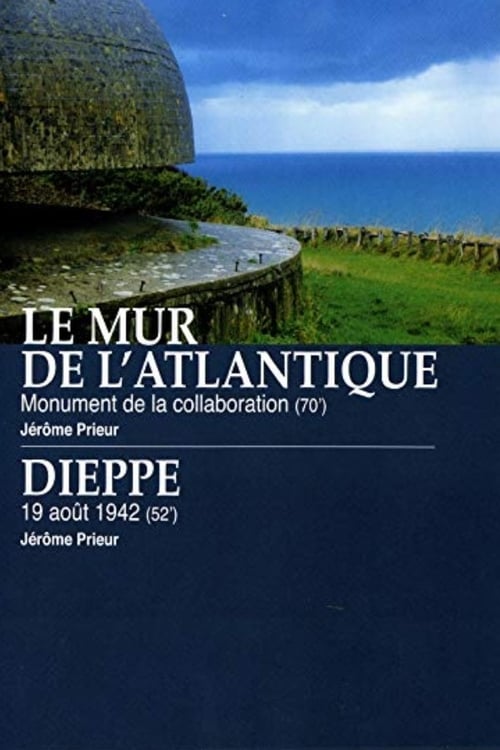 LE MUR
DE L'ATLANTIQUE
Monument de la collaboration (70')
Jérôme Prieur
DIEPPE
19 août 1942 (52')
Jérôme Prieur